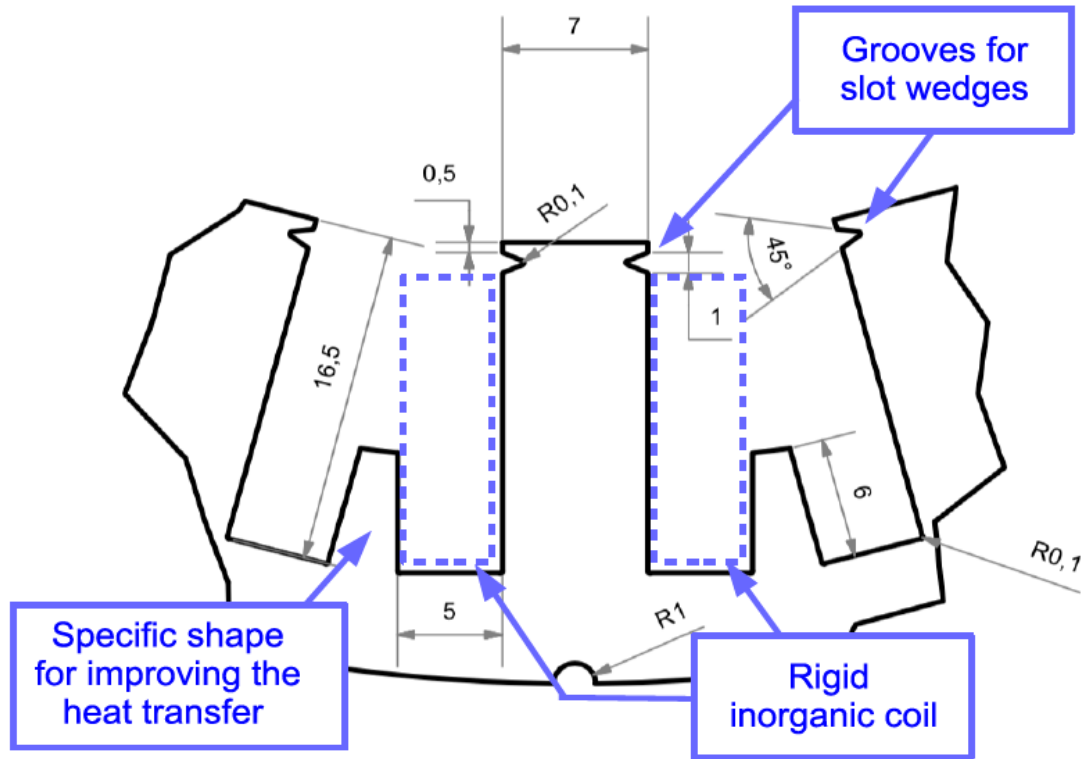 7
Grooves for
slot wedges
0,5
R0,1
45°
1
16,5
6
R0,1
5
R1
Specific shape
for improving the
heat transfer
Rigid
inorganic coil